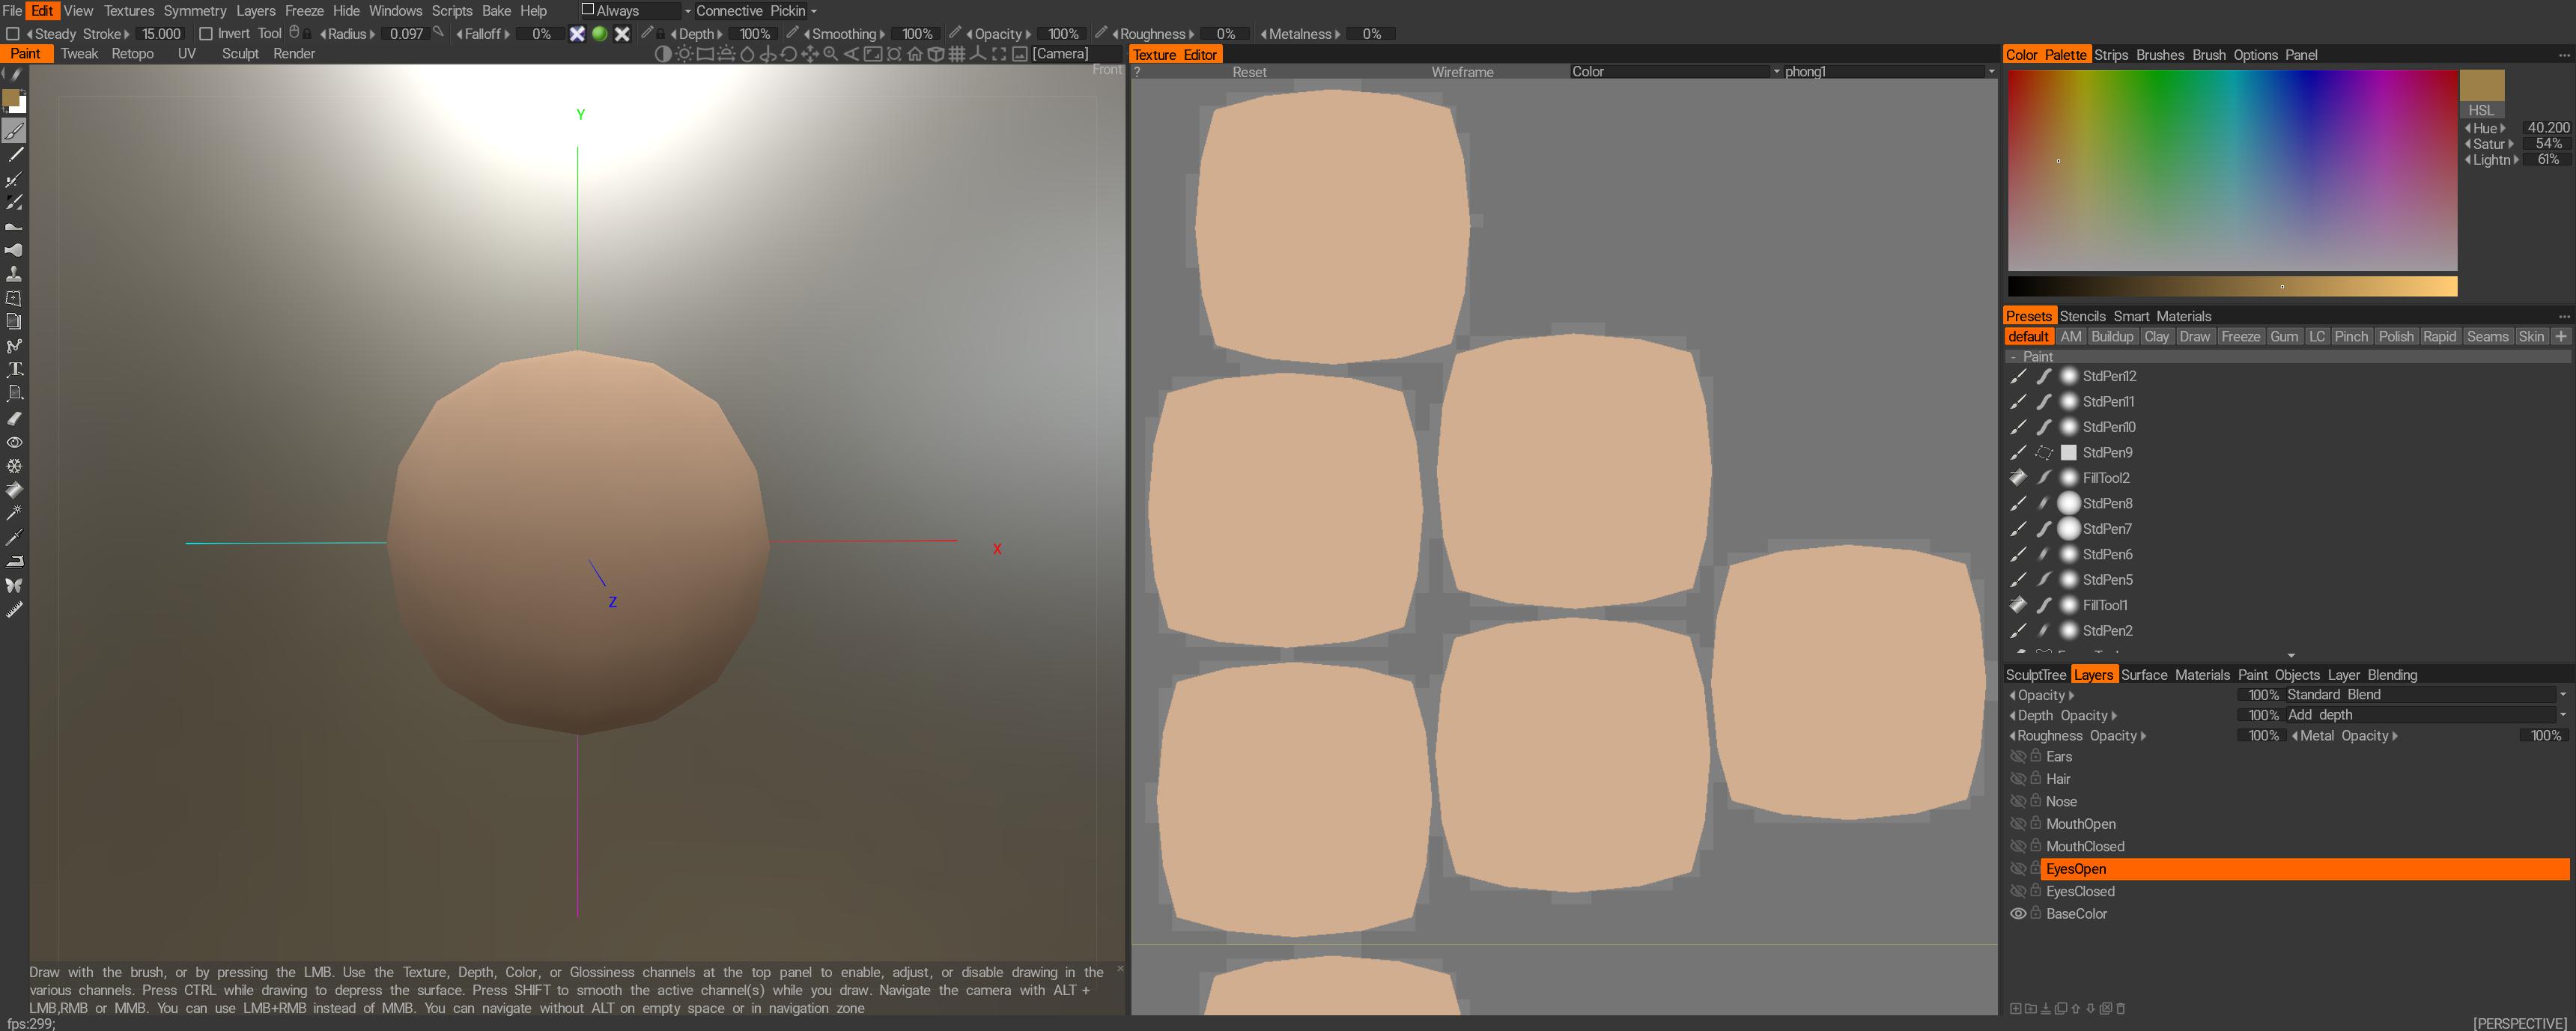 File Edit View Textures Symmetry Layers Freeze Hide Windows Scripts Bake Help Always Connective Pickin
Steady Stroke 15.000 Invert Tool Radius 0.097 Falloff 0% Depth 100% Smoothing 100% Opacity 100% Roughness 0% Metalness 0%
Paint Tweak Retopo UV Sculpt Render [Camera]
Front
Y
X
Z
Draw with the brush, or by pressing the LMB. Use the Texture, Depth, Color, or Glossiness channels at the top panel to enable, adjust, or disable drawing in the
various channels. Press CTRL while drawing to depress the surface. Press SHIFT to smooth the active channel(s) while you draw. Navigate the camera with ALT +
LMB,RMB or MMB. You can use LMB+RMB instead of MMB. You can navigate without ALT on empty space or in navigation zone
fps:299;
Texture Editor
? Reset Wireframe Color phong1
Color Palette Strips Brushes Brush Options Panel
HSL
Hue 40.200
Satur 54%
Lightn 61%
Presets Stencils Smart Materials
default AM Buildup Clay Draw Freeze Gum LC Pinch Polish Rapid Seams Skin +
- Paint
StdPen12
StdPen11
StdPen10
StdPen9
FillTool2
StdPen8
StdPen7
StdPen6
StdPen5
FillTool1
StdPen2
SculptTree Layers Surface Materials Paint Objects Layer Blending
Opacity 100% Standard Blend
Depth Opacity 100% Add depth
Roughness Opacity 100% Metal Opacity 100%
Ears
Hair
Nose
MouthOpen
MouthClosed
EyesOpen
EyesClosed
BaseColor
[PERSPECTIVE]